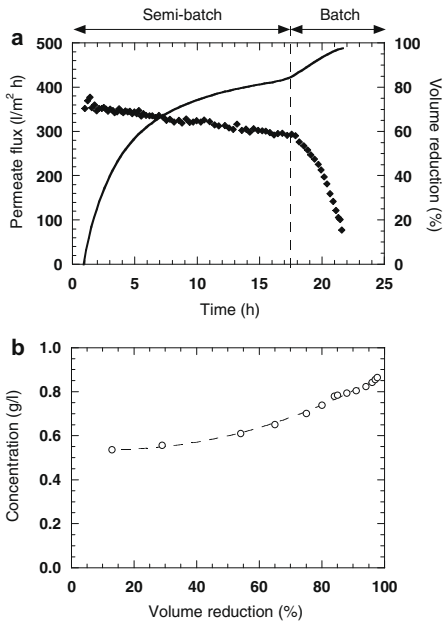 Semi-batch Batch
a
500 100
400 80
300 60
200 40
100 20
0 0
Permeate flux (l/m² h)
Volume reduction (%)
0 5 10 15 20 25
Time (h)
b
1.0
0.8
0.6
0.4
0.2
0.0
Concentration (g/l)
0 20 40 60 80 100
Volume reduction (%)